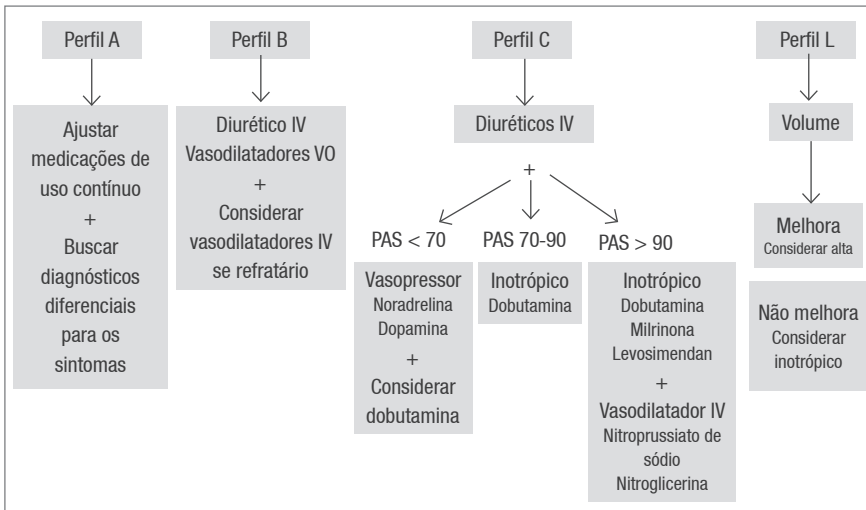 Perfil A
Ajustar
medicações de
uso contínuo
+
Buscar
diagnósticos
diferenciais
para os
sintomas
Perfil B
Diurético IV
Vasodilatadores VO
+
Considerar
vasodilatadores IV
se refratário
Perfil C
Diuréticos IV
+
PAS < 70
Vasopressor
Noradrelina
Dopamina
+
Considerar
dobutamina
PAS 70-90
Inotrópico
Dobutamina
PAS > 90
Inotrópico
Dobutamina
Milrinona
Levosimendan
+
Vasodilatador IV
Nitroprussiato de
sódio
Nitroglicerina
Perfil L
Volume
Melhora
Considerar alta
Não melhora
Considerar
inotrópico